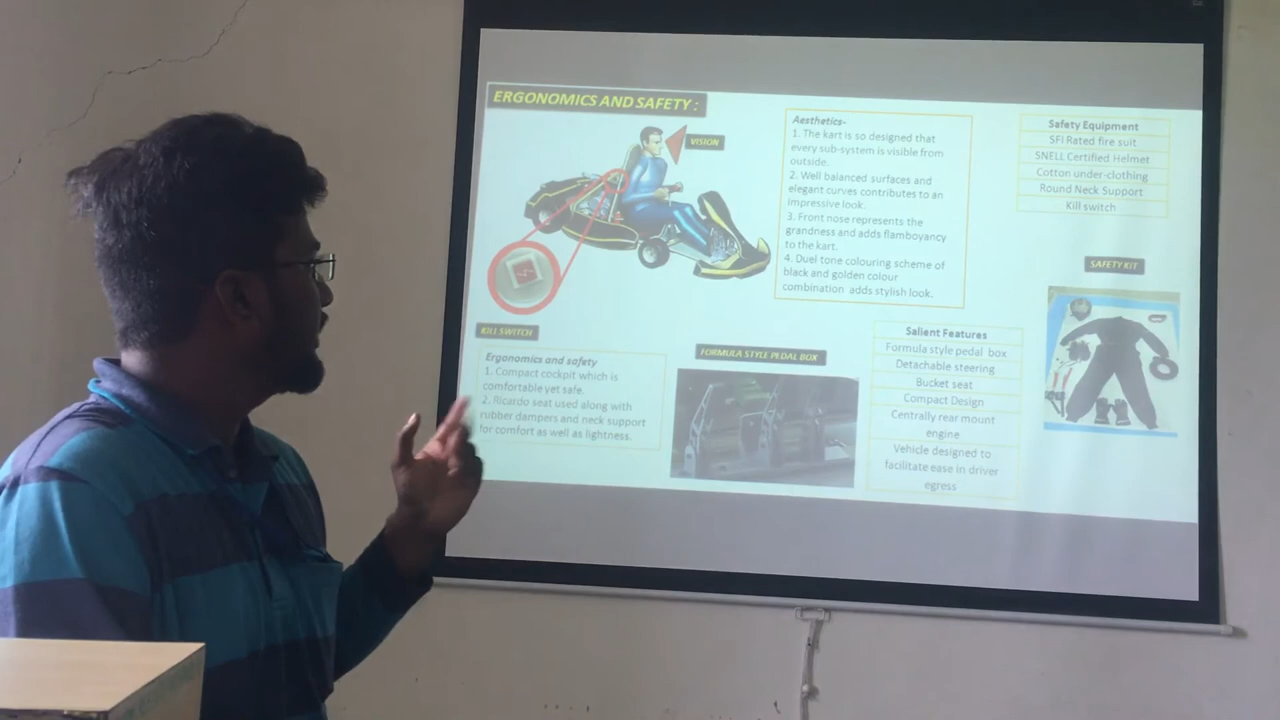 ERGONOMICS AND SAFETY :
VISION
KILL SWITCH
Ergonomics and safety
1. Compact cockpit which is
comfortable yet safe.
2. Ricardo seat used along with
rubber dampers and neck support
for comfort as well as lightness.
Aesthetics-
1. The kart is so designed that
every sub-system is visible from
outside.
2. Well balanced surfaces and
elegant curves contributes to an
impressive look.
3. Front nose represents the
grandness and adds flamboyancy
to the kart.
4. Duel tone colouring scheme of
black and golden colour
combination adds stylish look.
FORMULA STYLE PEDAL BOX
Safety Equipment
SFI Rated fire suit
SNELL Certified Helmet
Cotton under-clothing
Round Neck Support
Kill switch
SAFETY KIT
Salient Features
Formula style pedal box
Detachable steering
Bucket seat
Compact Design
Centrally rear mount
engine
Vehicle designed to
facilitate ease in driver
egress